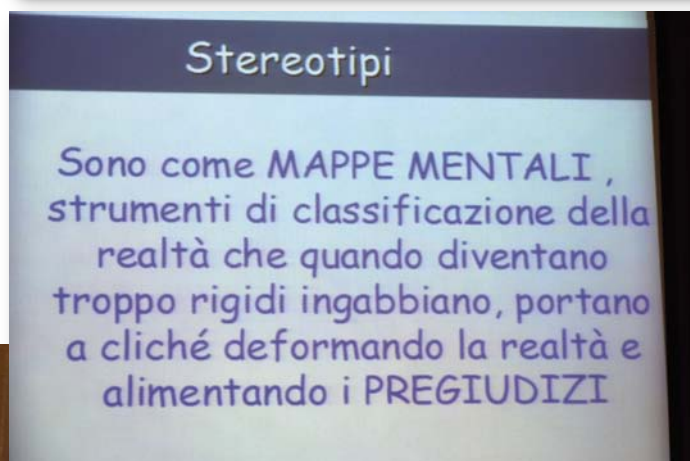 Stereotipi
Sono come MAPPE MENTALI ,
strumenti di classificazione della
realtà che quando diventano
troppo rigidi ingabbiano, portano
a cliché deformando la realtà e
alimentando i PREGIUDIZI